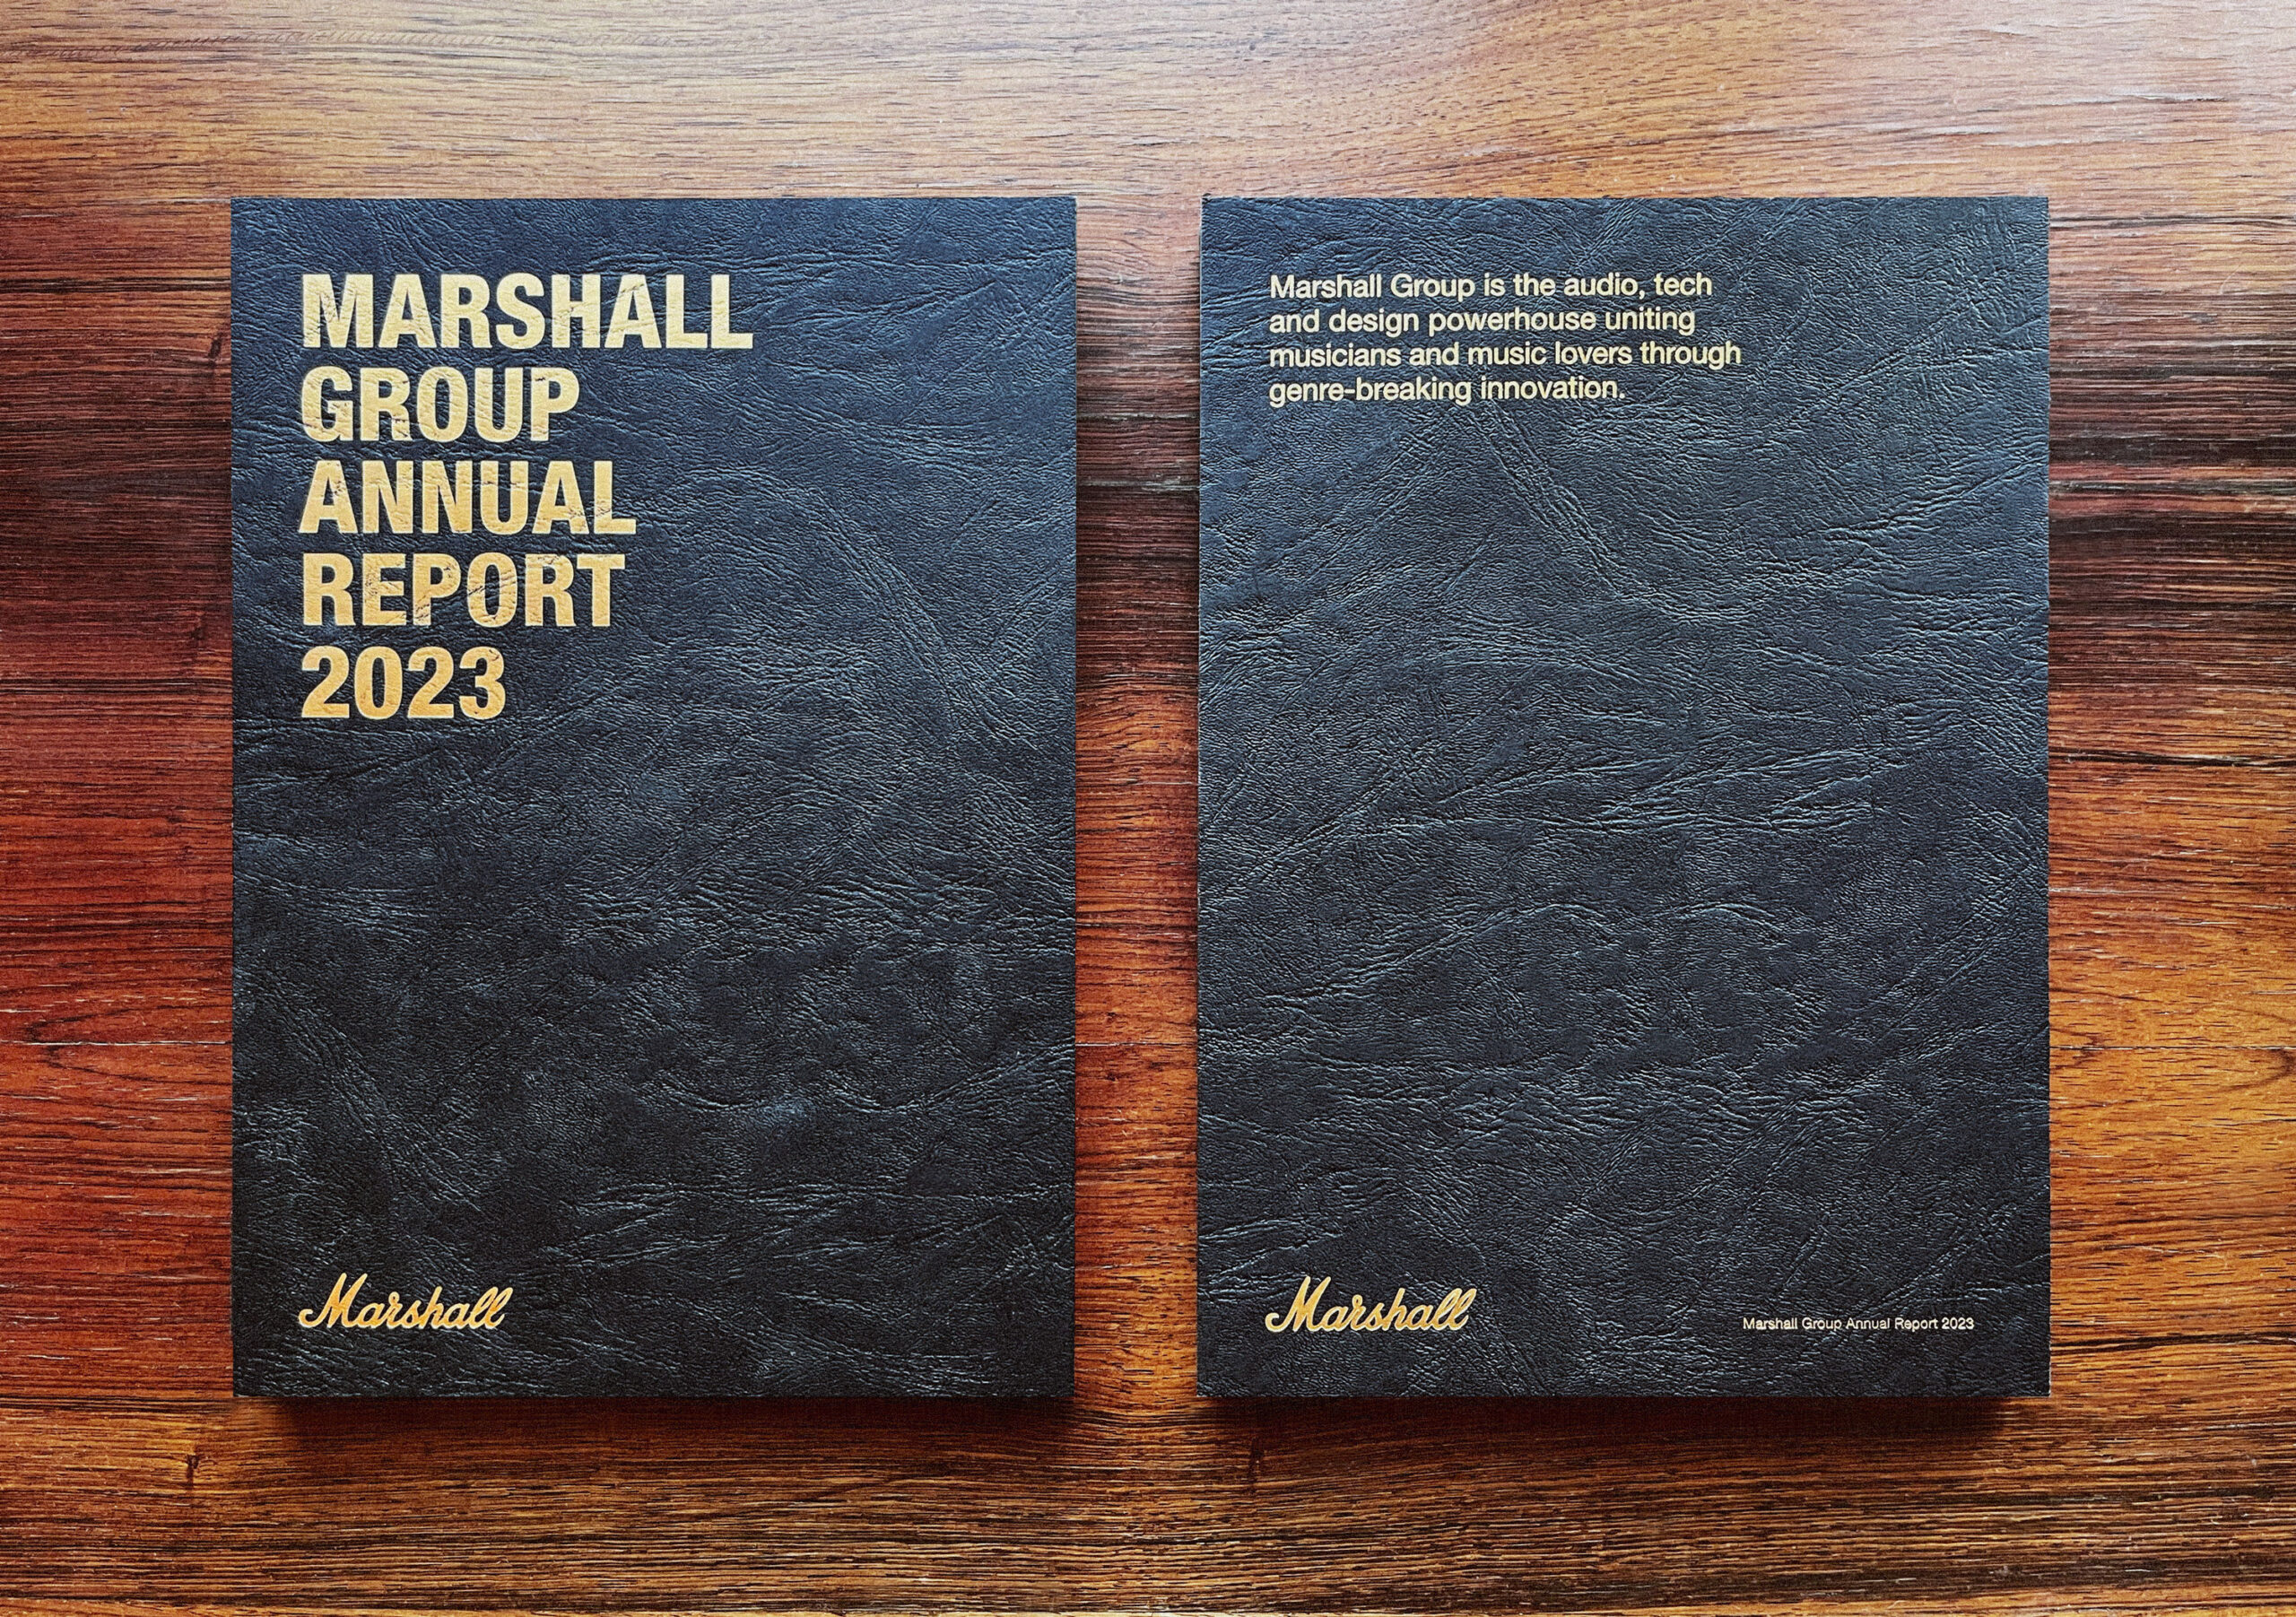 MARSHALL
GROUP
ANNUAL
REPORT
2023
Marshall
Marshall Group is the audio, tech
and design powerhouse uniting
musicians and music lovers through
genre-breaking innovation.
Marshall
Marshall Group Annual Report 2023